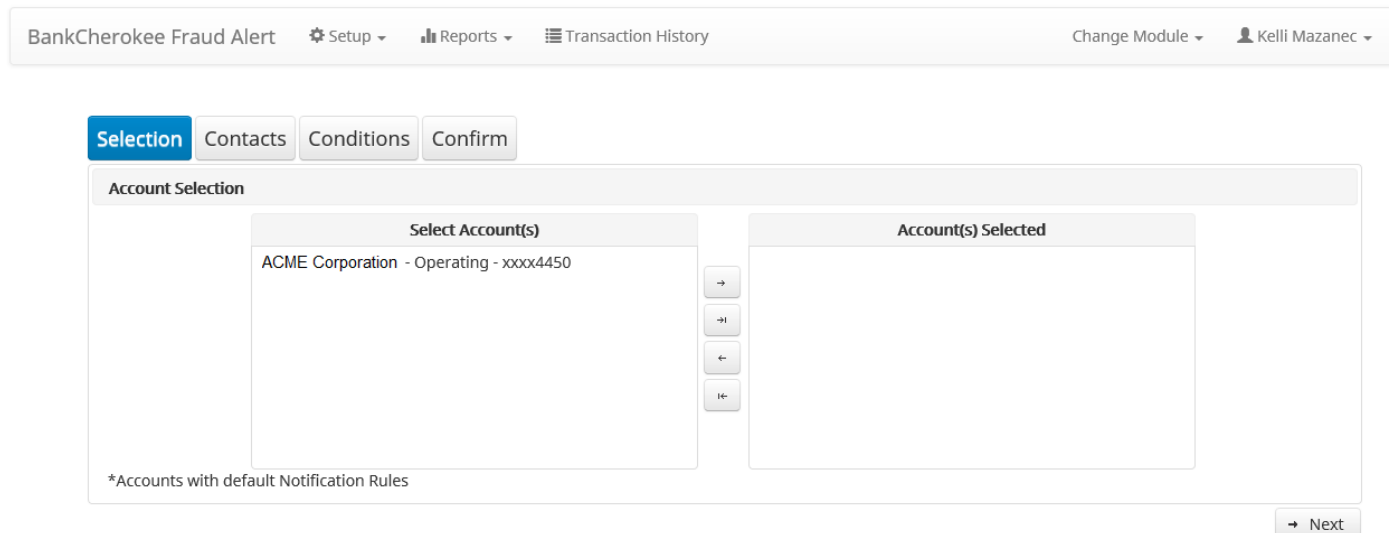 BankCherokee Fraud Alert Setup Reports Transaction History Change Module Kelli Mazanec
Selection Contacts Conditions Confirm
Account Selection
Select Account(s) Account(s) Selected
ACME Corporation - Operating - xxxx4450
*Accounts with default Notification Rules
Next